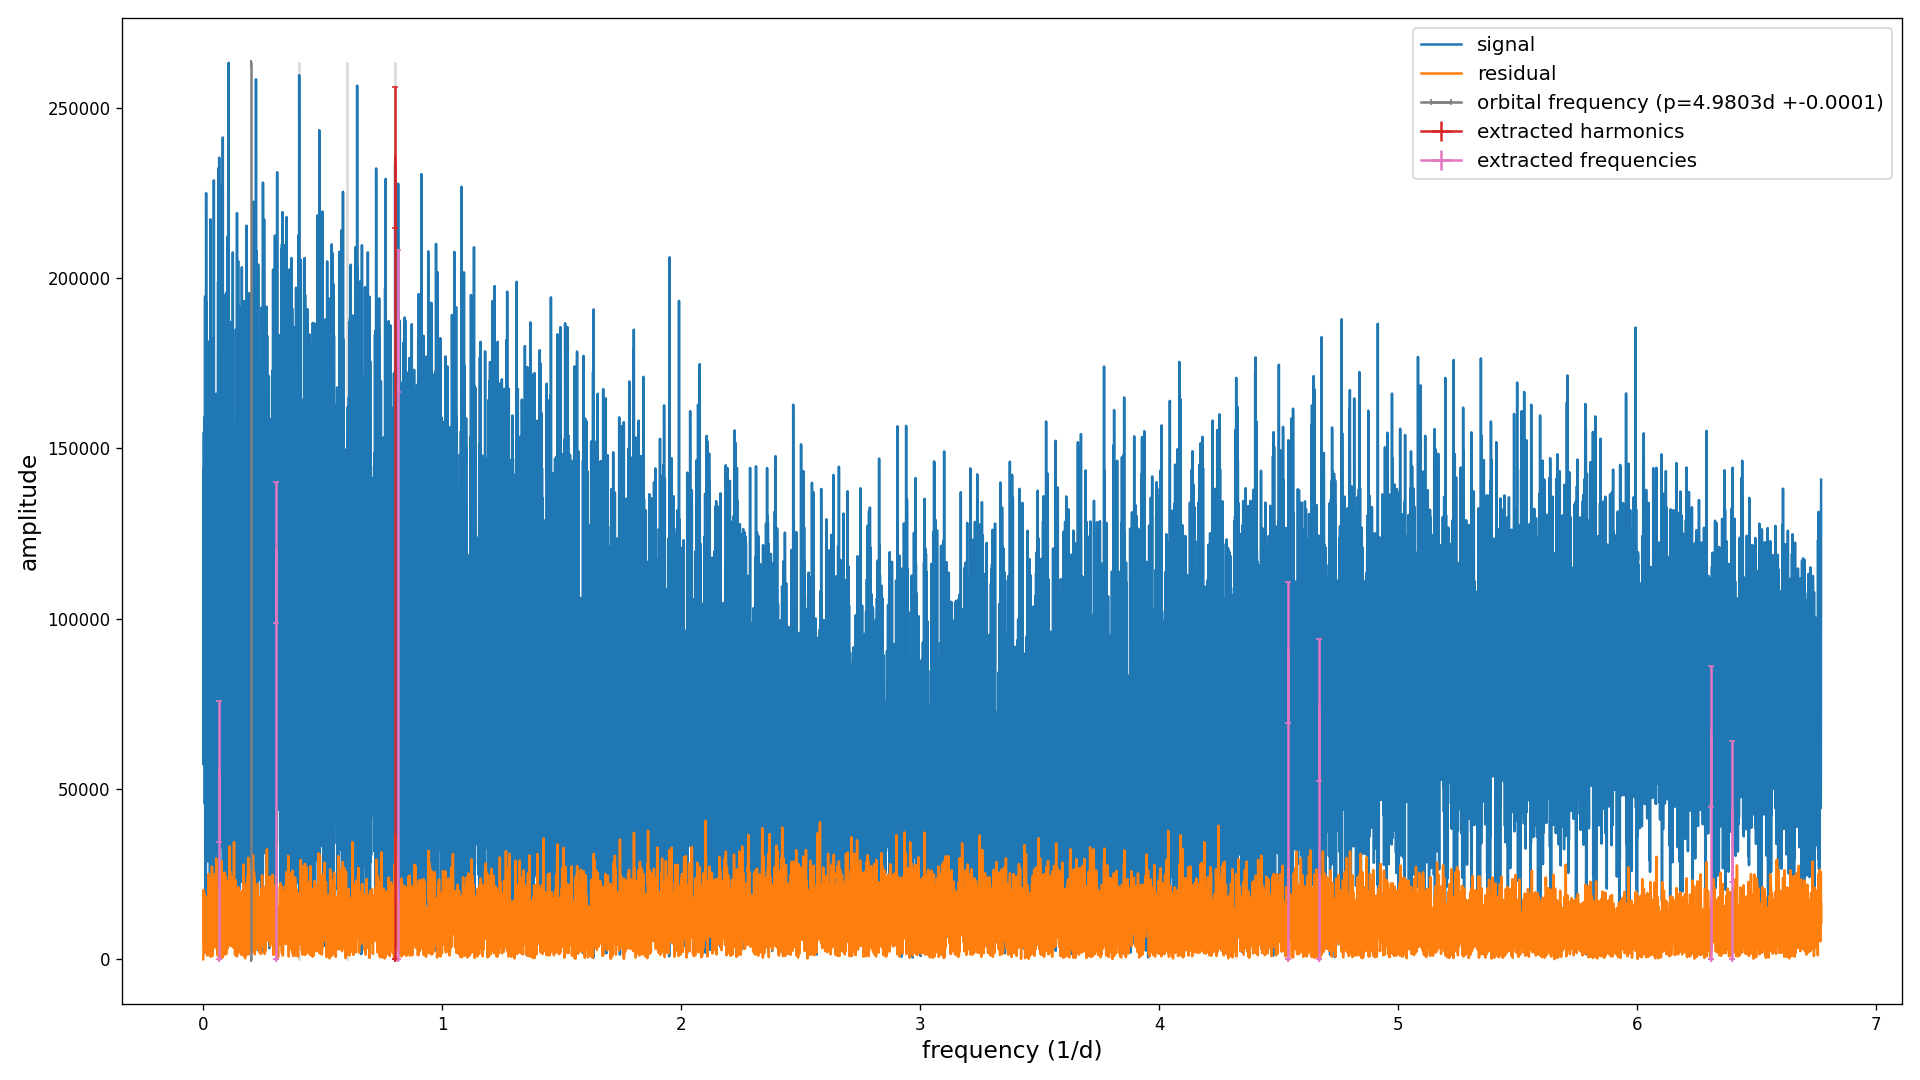 signal
residual
orbital frequency (p=4.9803d +-0.0001)
extracted harmonics
extracted frequencies
amplitude
250000
200000
150000
100000
50000
0
0 1 2 3 4 5 6 7
frequency (1/d)